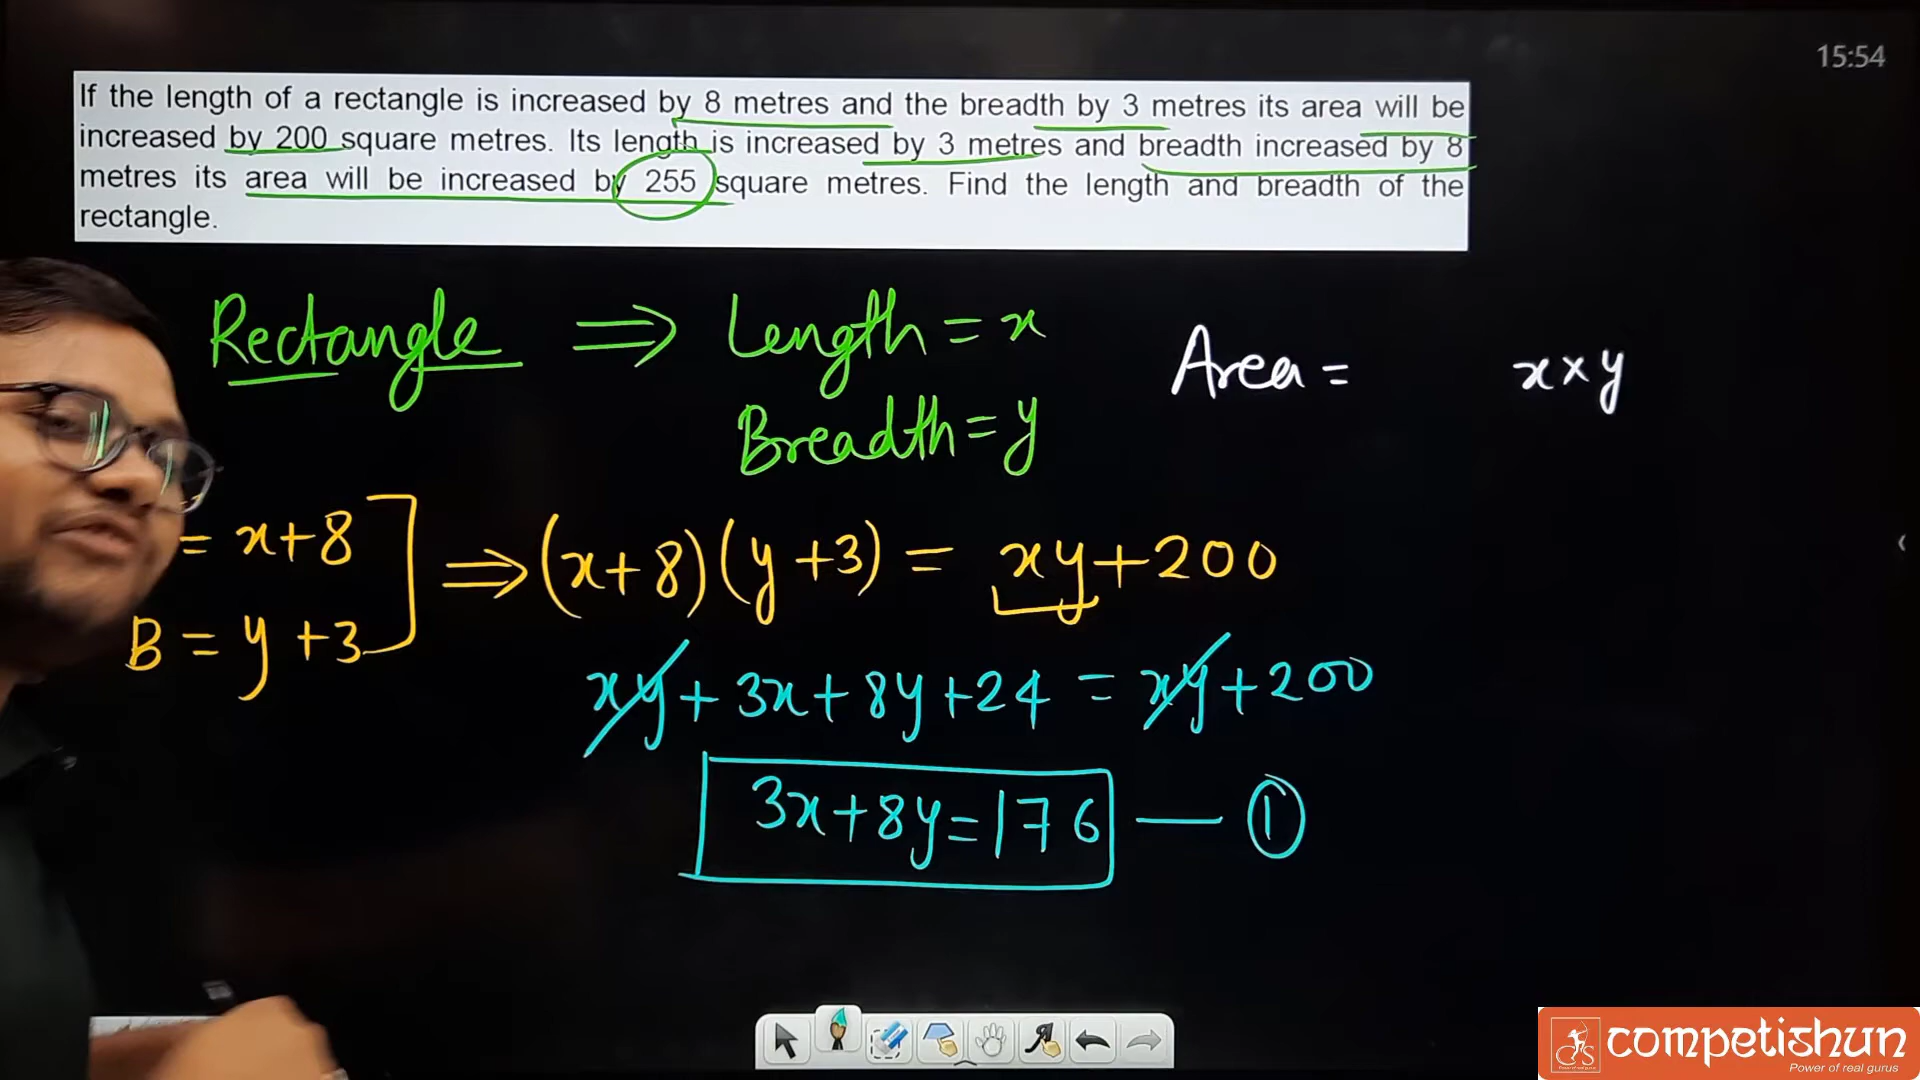 15:54
If the length of a rectangle is increased by 8 metres and the breadth by 3 metres its area will be
increased by 200 square metres. Its length is increased by 3 metres and breadth increased by 8
metres its area will be increased by 255 square metres. Find the length and breadth of the
rectangle.
Rectangle ⇒ Length = x
Area = x × y
Breadth = y
= x+8
⇒ (x+8)(y+3) = xy+200
B = y+3
xy + 3x + 8y + 24 = xy + 200
3x+8y=176 — ①
competishun
Power of real gurus